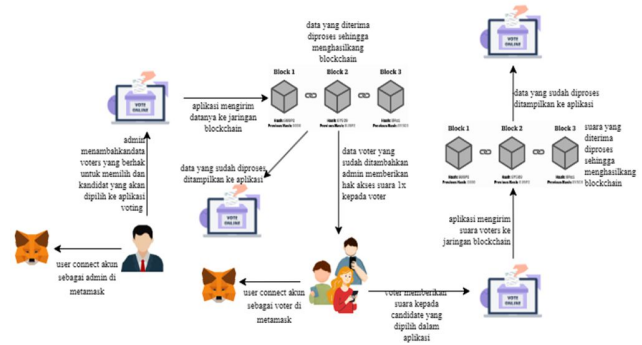 VOTE
ONLINE
data yang sudah diproses
ditampilkan ke aplikasi
data yang diterima
diproses sehingga
menghasilkan
blockchain
Block 1
Block 2
Block 3
VOTE
ONLINE
aplikasi mengirim
datanya ke jaringan
blockchain
Block 1
Block 2
Block 3
suara yang
diterima
diproses
sehingga
menghasilkan
blockchain
admin
menambahkandata
voters yang berhak
untuk memilih dan
kandidat yang akan
dipilih ke aplikasi
voting
data yang sudah diproses
ditampilkan ke aplikasi
VOTE
ONLINE
data voter yang
sudah ditambahkan
admin memberikan
hak akses suara 1x
kepada voter
aplikasi mengirim
suara voters ke
jaringan blockchain
user connect akun
sebagai admin di
metamask
user connect akun
sebagai voter di
metamask
voter memberikan
suara kepada
candidate yang
dipilih dalam
aplikasi
VOTE
ONLINE